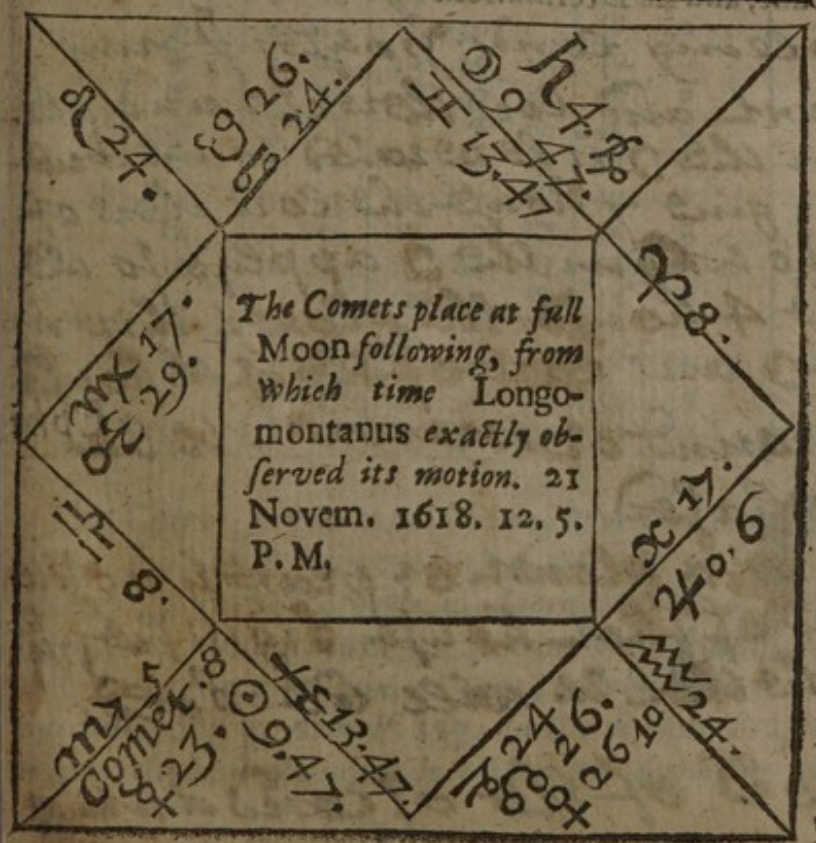 ♌ 24.
☋ 26.
♋ 24.
☽ 9 47.
♊ 13.47
♄ 4. ℞
♈ 8.
♍ 17.
♂ 29.
The Comets place at full
Moon following, from
which time Longo-
montanus exactly ob-
ſerved its motion. 21
Novem. 1618. 12. 5.
P. M.
♎ 8.
♓ 17.
♃ 0. 6
♏ 5
Comet. 8
☿ 23.
☉ 9.47.
♐ 13.47.
♑ 24
26.
♒ 24.